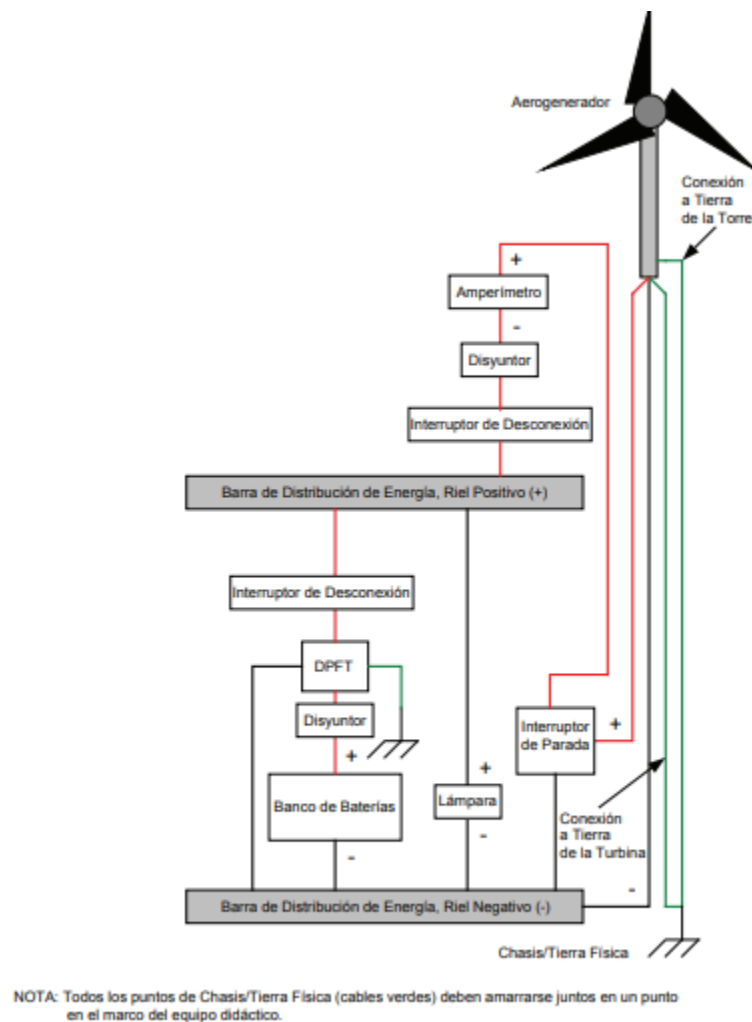 Aerogenerador
Conexión
a Tierra
de la Torre
+
Amperímetro
-
Disyuntor
Interruptor de Desconexión
Barra de Distribución de Energía, Riel Positivo (+)
Interruptor de Desconexión
DPFT
Disyuntor
+
Banco de Baterías
-
+
Lámpara
-
Interruptor
de Parada
+
Conexión
a Tierra
de la Turbina
-
Barra de Distribución de Energía, Riel Negativo (-)
Chasis/Tierra Física
NOTA: Todos los puntos de Chasis/Tierra Física (cables verdes) deben amarrarse juntos en un punto
en el marco del equipo didáctico.